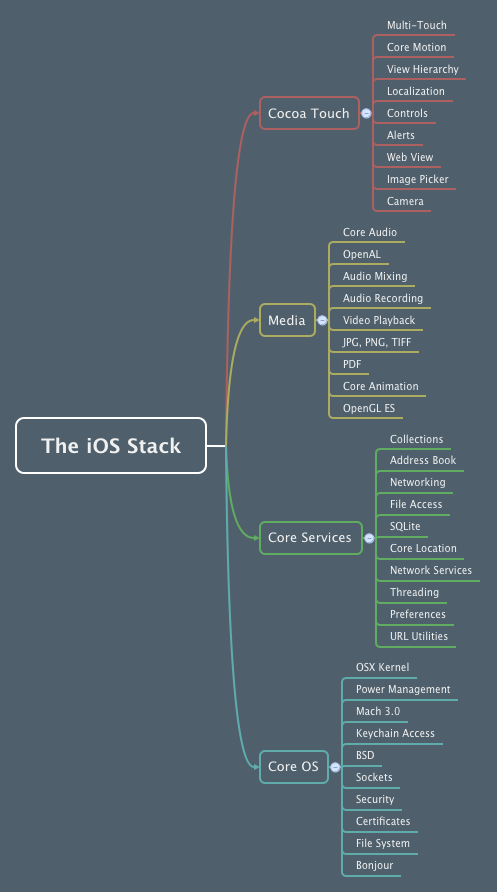 The iOS Stack
Cocoa Touch
Multi-Touch
Core Motion
View Hierarchy
Localization
Controls
Alerts
Web View
Image Picker
Camera
Media
Core Audio
OpenAL
Audio Mixing
Audio Recording
Video Playback
JPG, PNG, TIFF
PDF
Core Animation
OpenGL ES
Core Services
Collections
Address Book
Networking
File Access
SQLite
Core Location
Network Services
Threading
Preferences
URL Utilities
Core OS
OSX Kernel
Power Management
Mach 3.0
Keychain Access
BSD
Sockets
Security
Certificates
File System
Bonjour